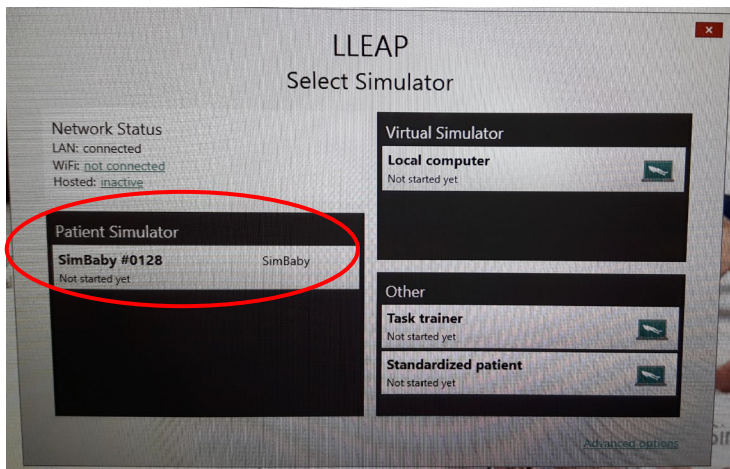 LLEAP
Select Simulator
Network Status
LAN: connected
WiFi: not connected
Hosted: inactive
Patient Simulator
SimBaby #0128 SimBaby
Not started yet
Virtual Simulator
Local computer
Not started yet
Other
Task trainer
Not started yet
Standardized patient
Not started yet
Advanced options